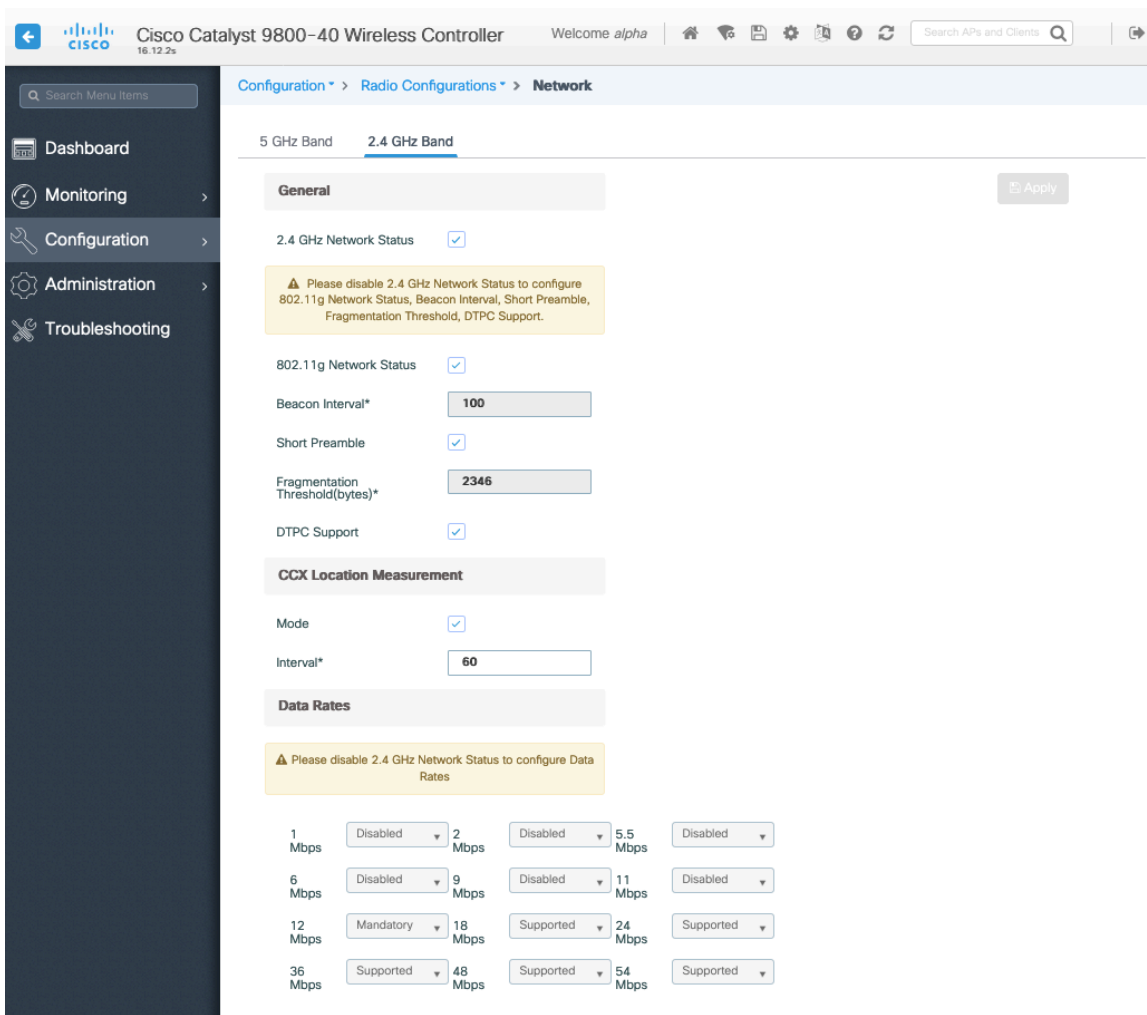 CISCO
Cisco Catalyst 9800-40 Wireless Controller
16.12.2s
Welcome alpha
Search APs and Clients
Search Menu Items
Dashboard
Monitoring
Configuration
Administration
Troubleshooting
Configuration > Radio Configurations > Network
5 GHz Band 2.4 GHz Band
General
Apply
2.4 GHz Network Status
Please disable 2.4 GHz Network Status to configure
802.11g Network Status, Beacon Interval, Short Preamble,
Fragmentation Threshold, DTPC Support.
802.11g Network Status
Beacon Interval* 100
Short Preamble
Fragmentation
Threshold(bytes)* 2346
DTPC Support
CCX Location Measurement
Mode
Interval* 60
Data Rates
Please disable 2.4 GHz Network Status to configure Data
Rates
1 Mbps Disabled 2 Mbps Disabled 5.5 Mbps Disabled
6 Mbps Disabled 9 Mbps Disabled 11 Mbps Disabled
12 Mbps Mandatory 18 Mbps Supported 24 Mbps Supported
36 Mbps Supported 48 Mbps Supported 54 Mbps Supported